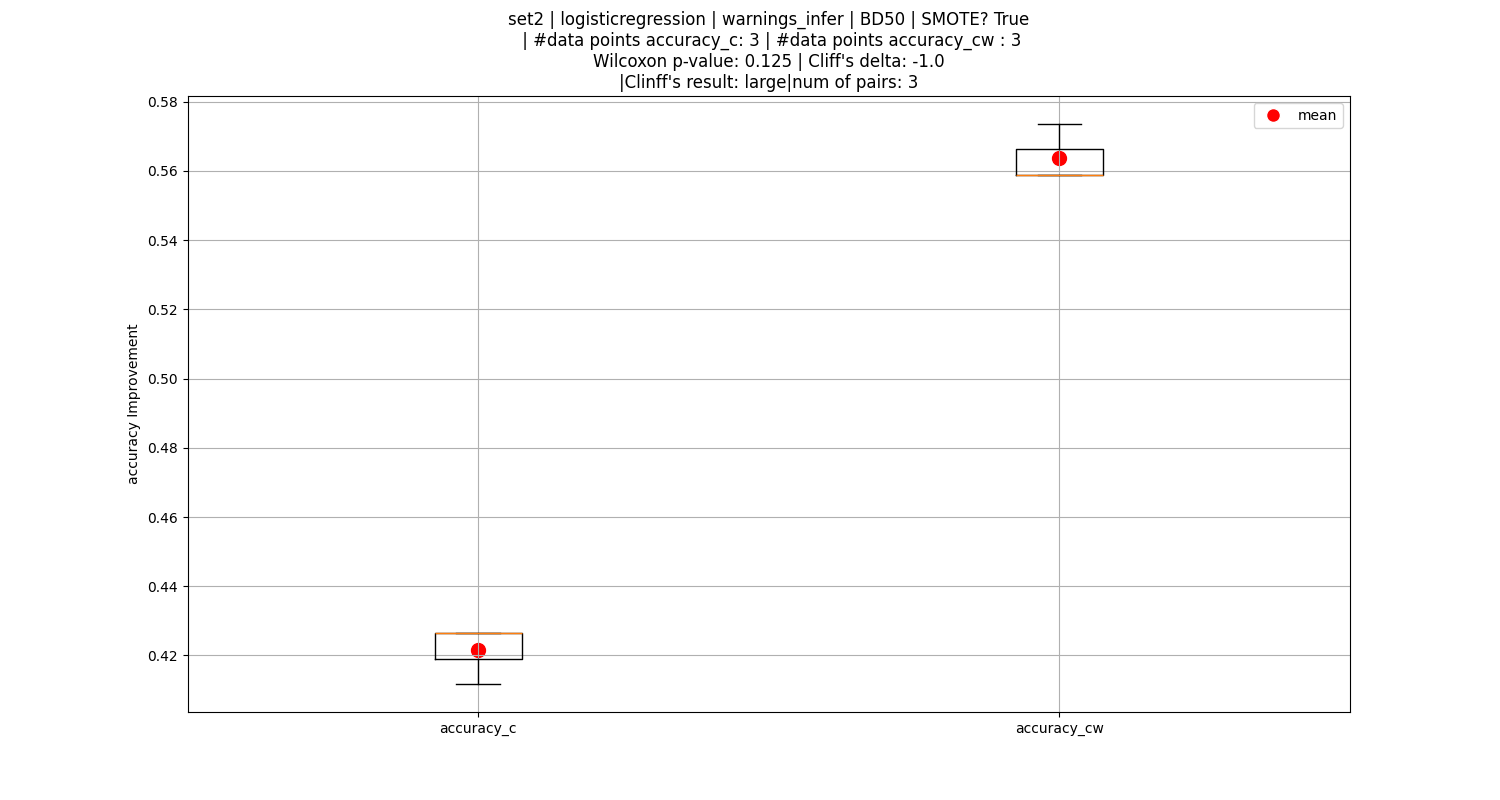 set2 | logisticregression | warnings_infer | BD50 | SMOTE? True
| #data points accuracy_c: 3 | #data points accuracy_cw : 3
Wilcoxon p-value: 0.125 | Cliff's delta: -1.0
|Clinff's result: large|num of pairs: 3
mean
0.58
0.56
0.54
0.52
0.50
0.48
0.46
0.44
0.42
accuracy Improvement
accuracy_c
accuracy_cw